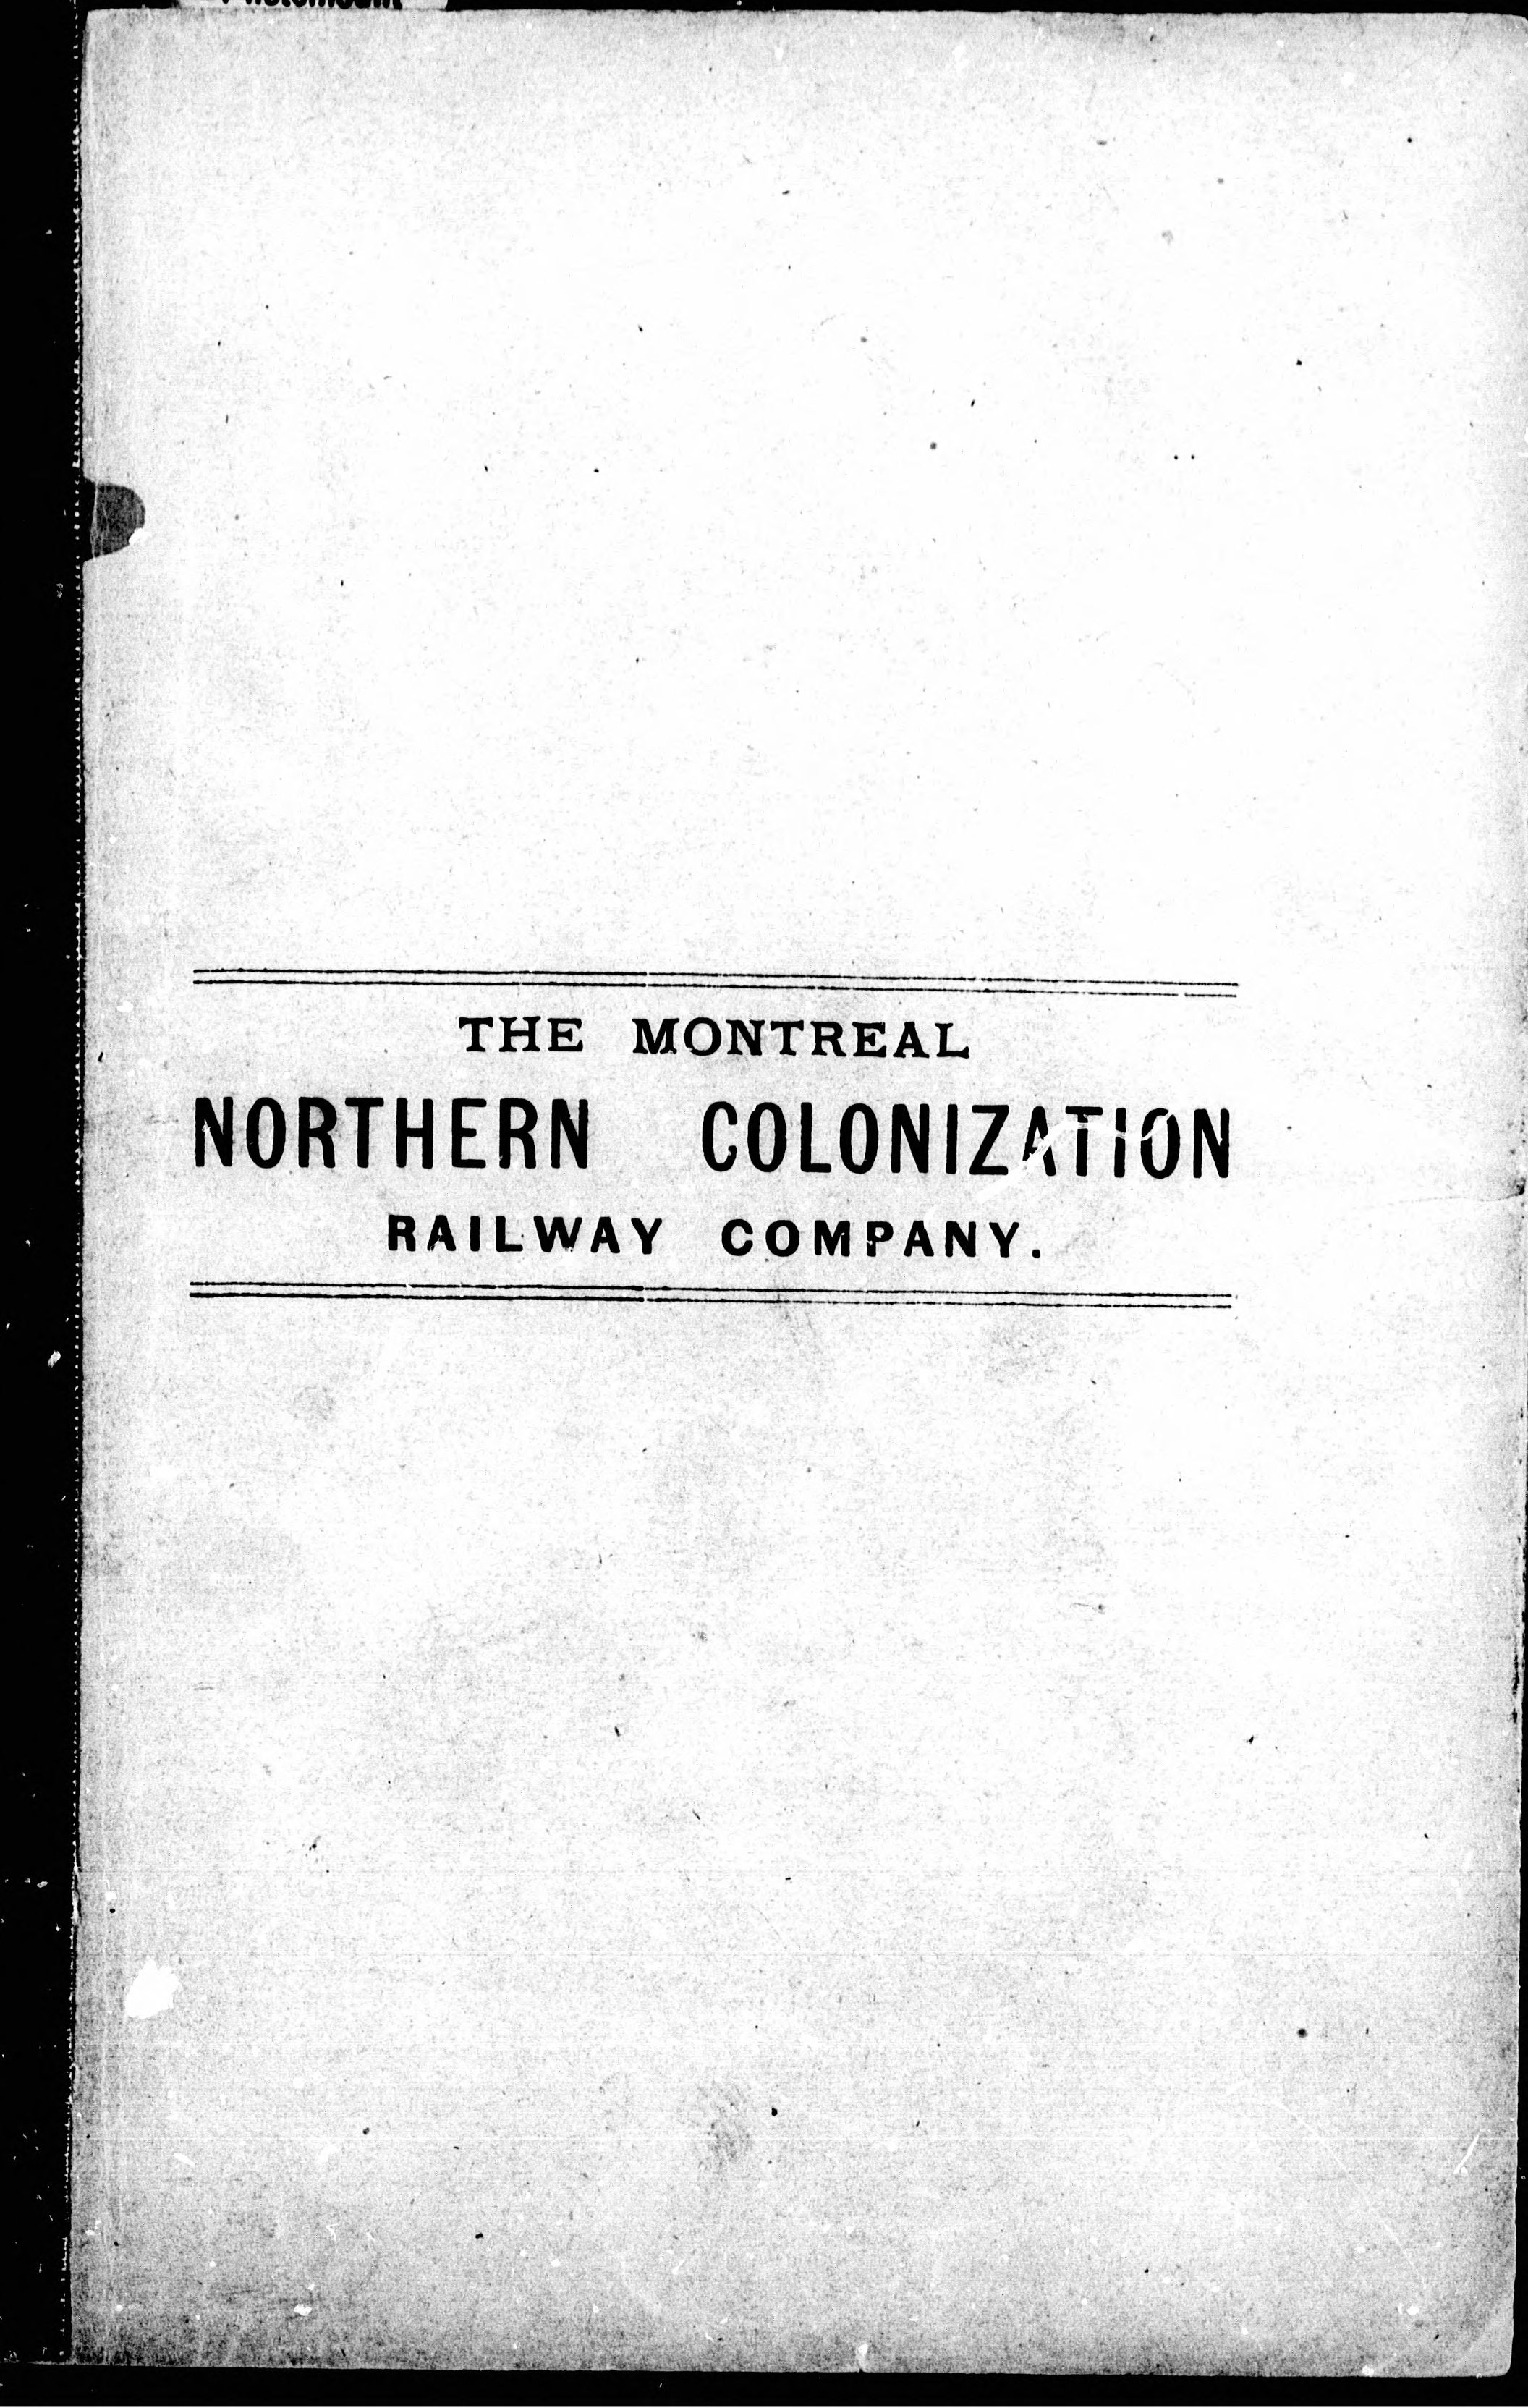 THE MONTREAL
NORTHERN COLONIZATION
RAILWAY COMPANY.